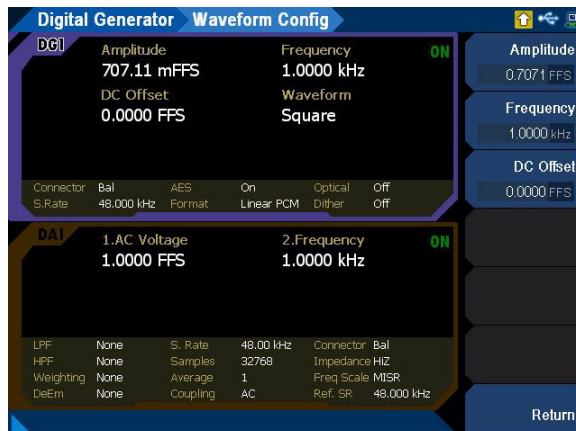 Digital Generator Waveform Config
DG1
Amplitude Frequency ON
707.11 mFFS 1.0000 kHz
DC Offset Waveform
0.0000 FFS Square
Connector Bal AES On Optical Off
S.Rate 48.000 kHz Format Linear PCM Dither Off
DA1
1.AC Voltage 2.Frequency ON
1.0000 FFS 1.0000 kHz
LPF None S. Rate 48.00 kHz Connector Bal
HPF None Samples 32768 Impedance HiZ
Weighting None Average 1 Freq Scale MISR
DeEm None Coupling AC Ref. SR 48.000 kHz
Amplitude
0.7071 FFS
Frequency
1.0000 kHz
DC Offset
0.0000 FFS
Return